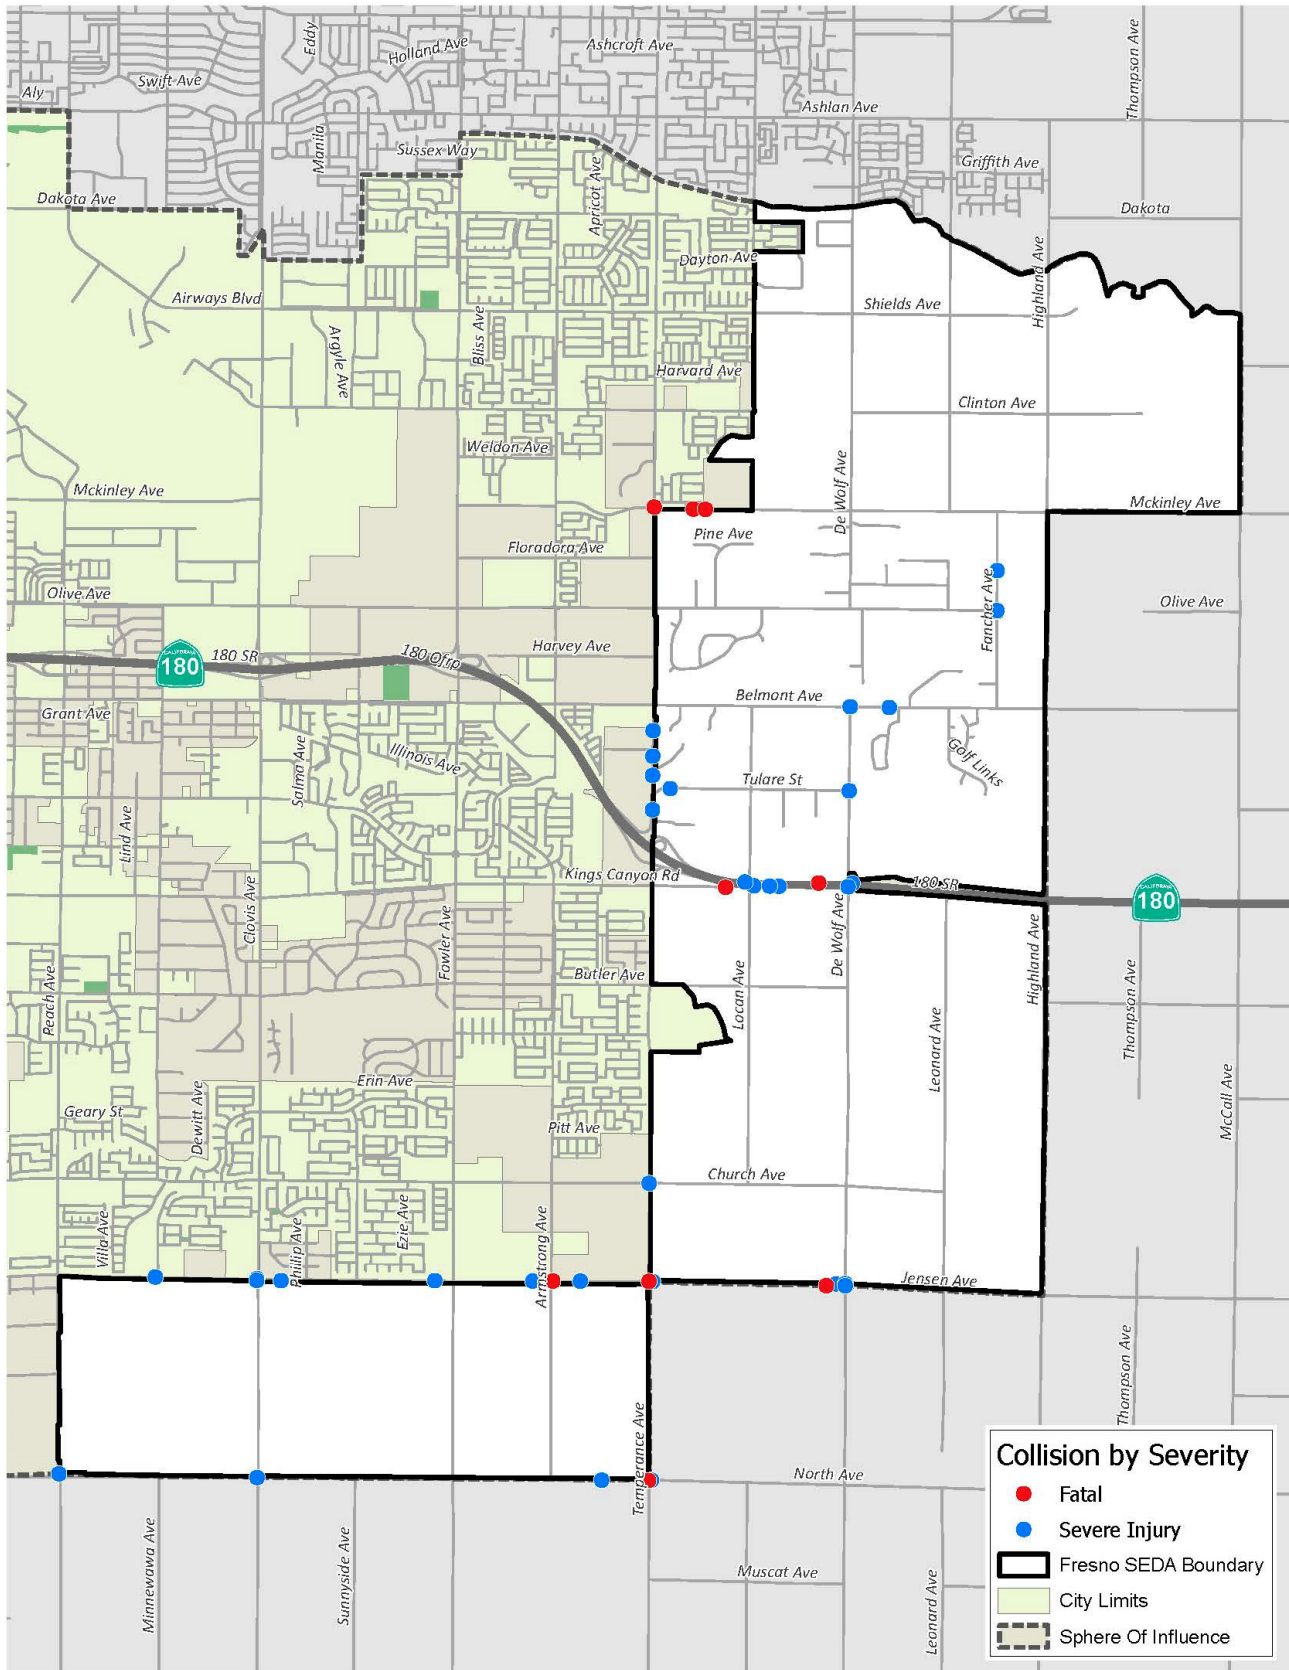 Eddy
Holland Ave
Ashcroft Ave
Thompson Ave
Swift Ave
Aly
Ashlan Ave
Manila
Sussex Way
Griffith Ave
Apricot Ave
Dakota Ave
Dakota
Dayton Ave
Highland Ave
Airways Blvd
Shields Ave
Bliss Ave
Argyle Ave
Harvard Ave
Clinton Ave
Weldon Ave
De Wolf Ave
Mckinley Ave
Mckinley Ave
Pine Ave
Floradora Ave
Fancher Ave
Olive Ave
Olive Ave
Harvey Ave
CALIFORNIA
180
180 SR
180 Ofrp
Belmont Ave
Grant Ave
Illinois Ave
Salma Ave
Golf Links
Tulare St
Lind Ave
Kings Canyon Rd
180 SR
CALIFORNIA
180
Clovis Ave
Fowler Ave
De Wolf Ave
Highland Ave
Butler Ave
Locan Ave
Peach Ave
Thompson Ave
Leonard Ave
Erin Ave
McCall Ave
Geary St
Dewitt Ave
Pitt Ave
Church Ave
Villa Ave
Phillip Ave
Ezie Ave
Armstrong Ave
Jensen Ave
Thompson Ave
Temperance Ave
North Ave
Minnewawa Ave
Sunnyside Ave
Muscat Ave
Leonard Ave
Collision by Severity
Fatal
Severe Injury
Fresno SEDA Boundary
City Limits
Sphere Of Influence